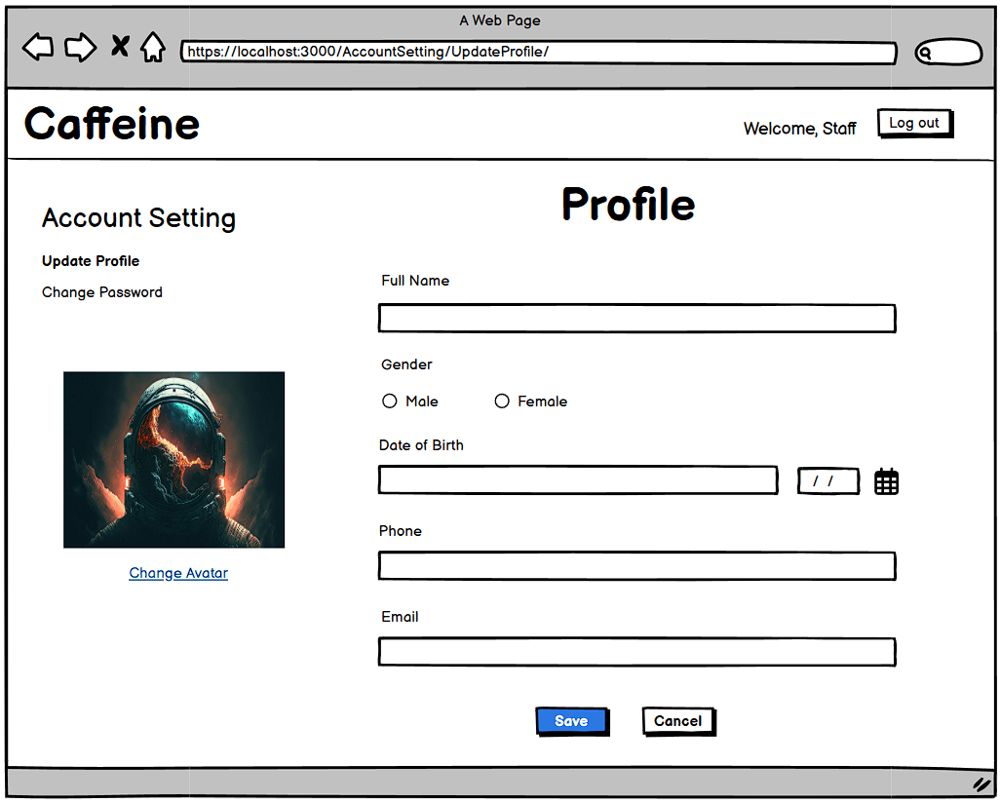 A Web Page
https://localhost:3000/AccountSetting/UpdateProfile/
Caffeine
Welcome, Staff
Log out
Account Setting
Update Profile
Change Password
Change Avatar
Profile
Full Name
Gender
Male
Female
Date of Birth
/ /
Phone
Email
Save
Cancel